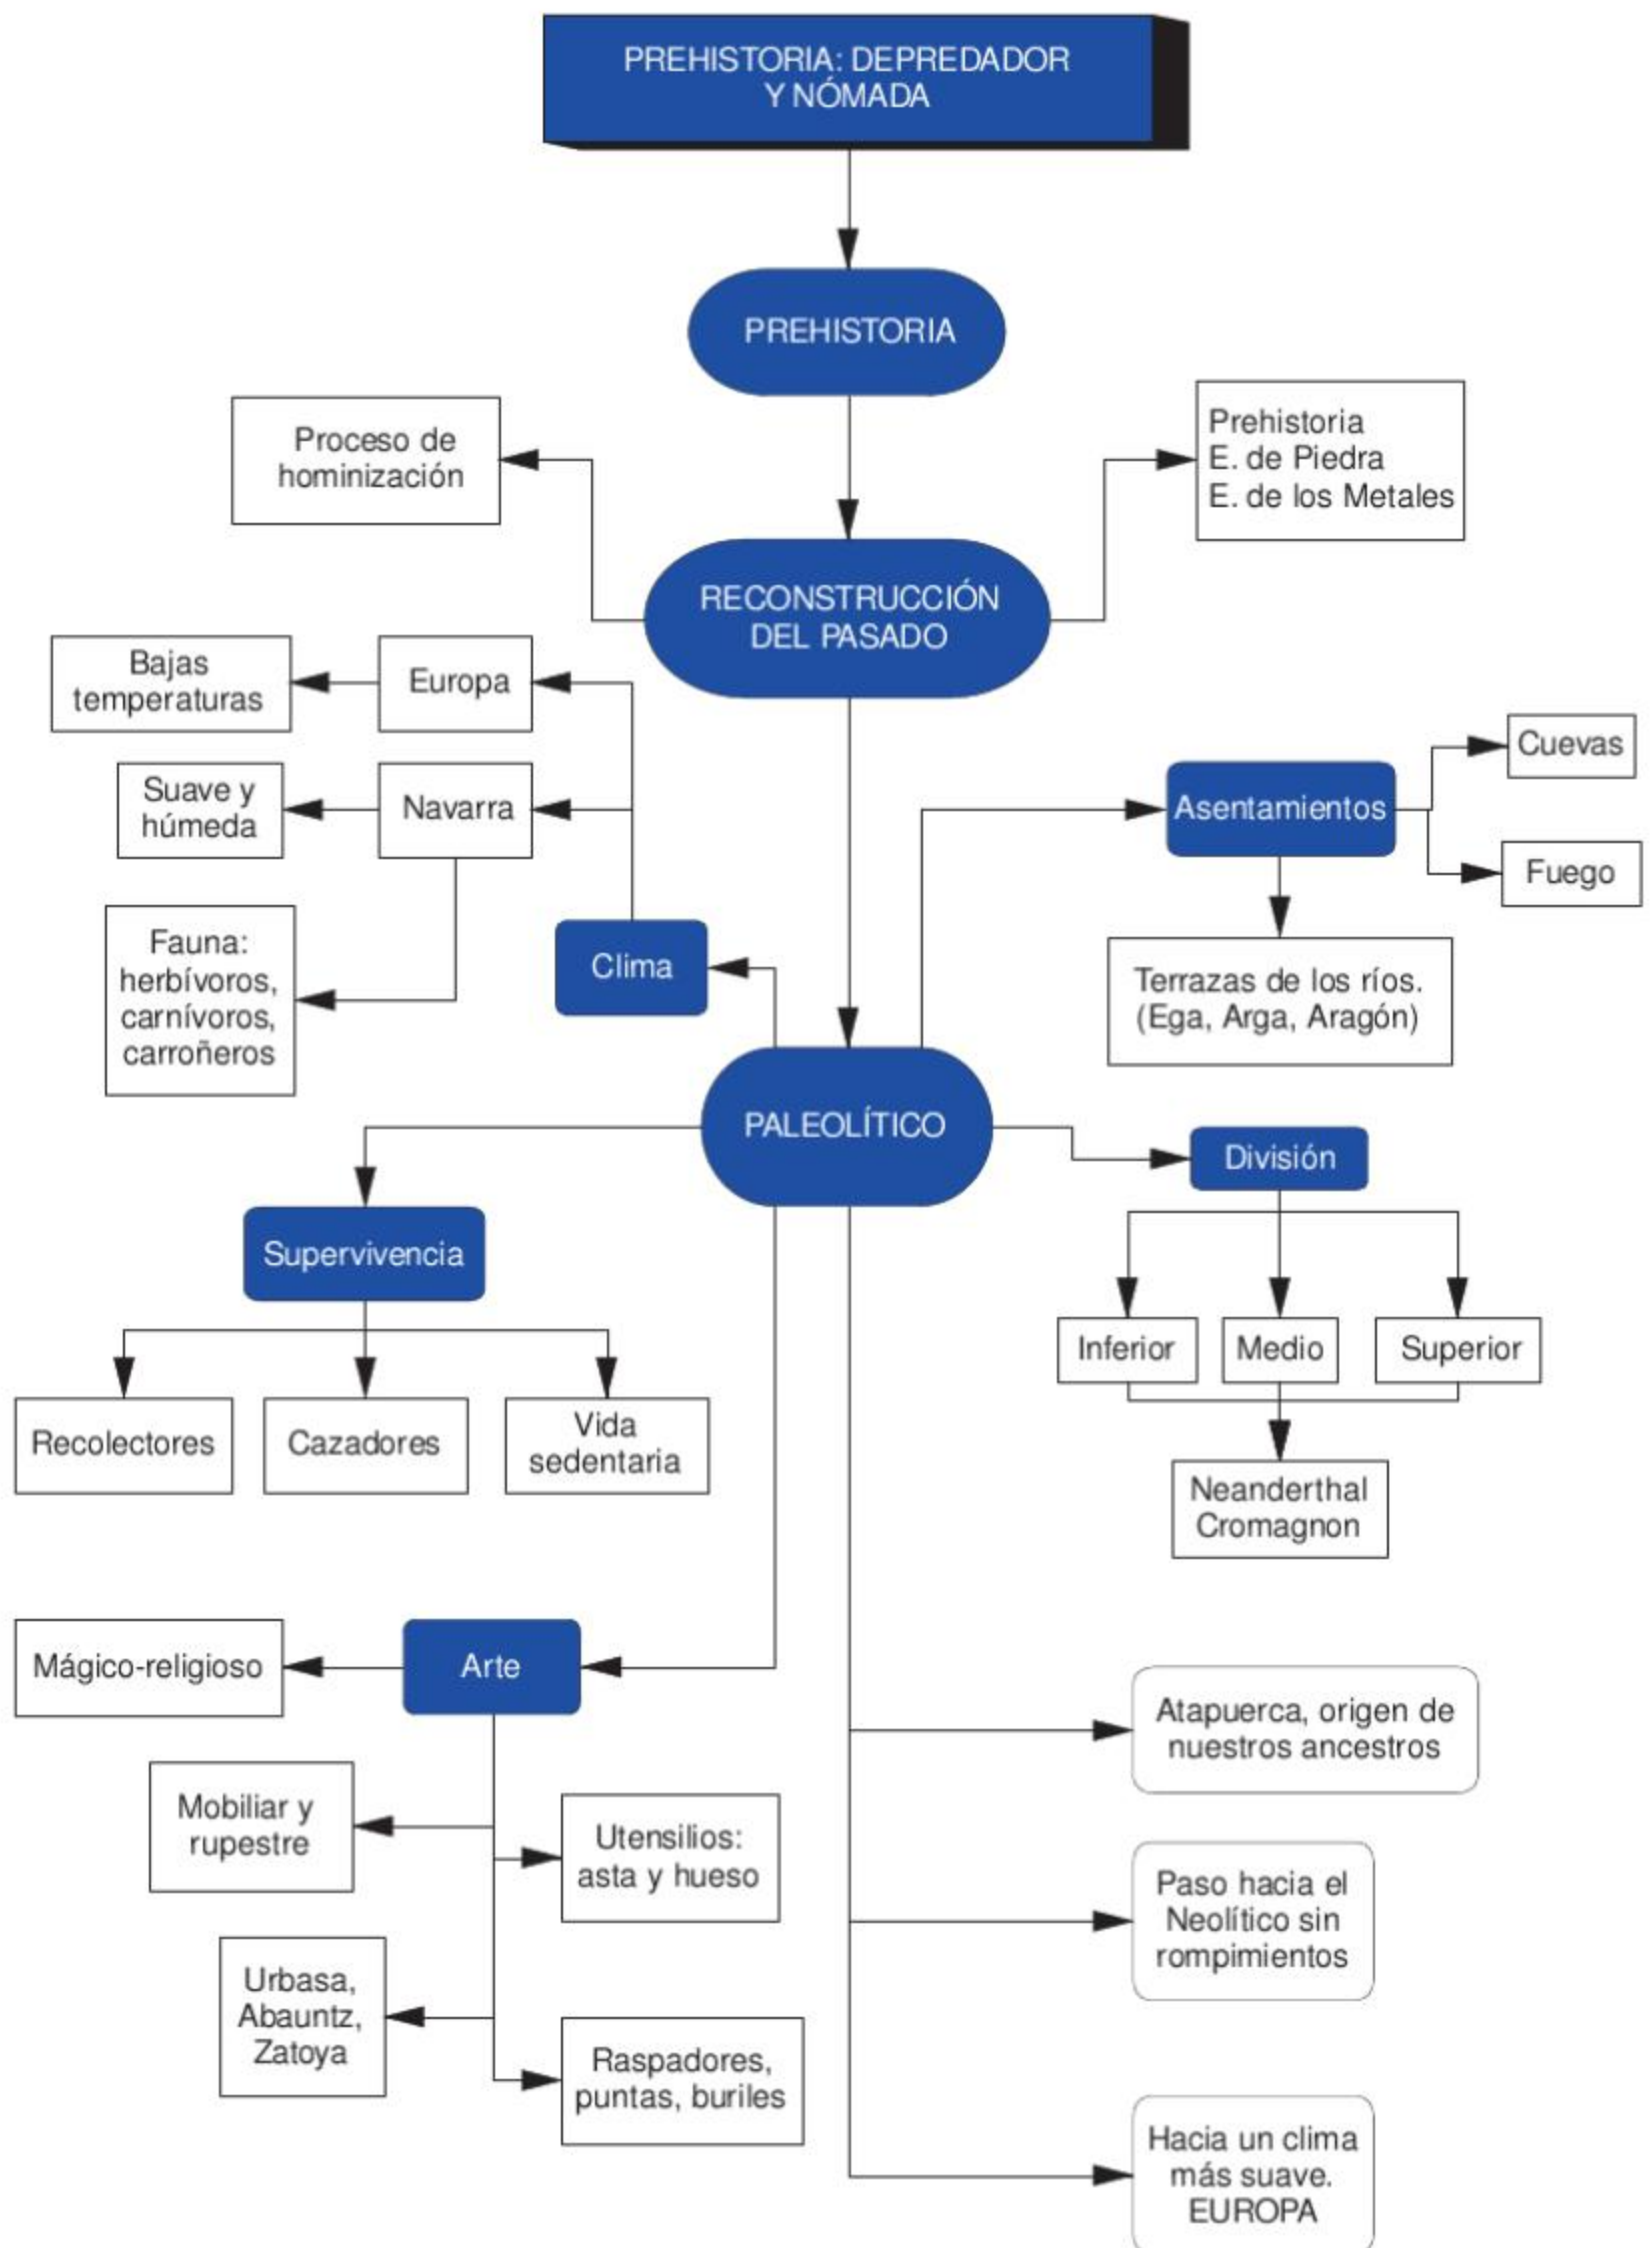 PREHISTORIA: DEPREDADOR
Y NÓMADA
PREHISTORIA
Proceso de
hominización
Prehistoria
E. de Piedra
E. de los Metales
RECONSTRUCCIÓN
DEL PASADO
Bajas
temperaturas
Europa
Suave y
húmeda
Navarra
Fauna:
herbívoros,
carnívoros,
carroñeros
Clima
Asentamientos
Cuevas
Fuego
Terrazas de los ríos.
(Ega, Arga, Aragón)
PALEOLÍTICO
División
Inferior
Medio
Superior
Neanderthal
Cromagnon
Supervivencia
Recolectores
Cazadores
Vida
sedentaria
Mágico-religioso
Arte
Mobiliar y
rupestre
Utensilios:
asta y hueso
Urbasa,
Abauntz,
Zatoya
Raspadores,
puntas, buriles
Atapuerca, origen de
nuestros ancestros
Paso hacia el
Neolítico sin
rompimientos
Hacia un clima
más suave.
EUROPA